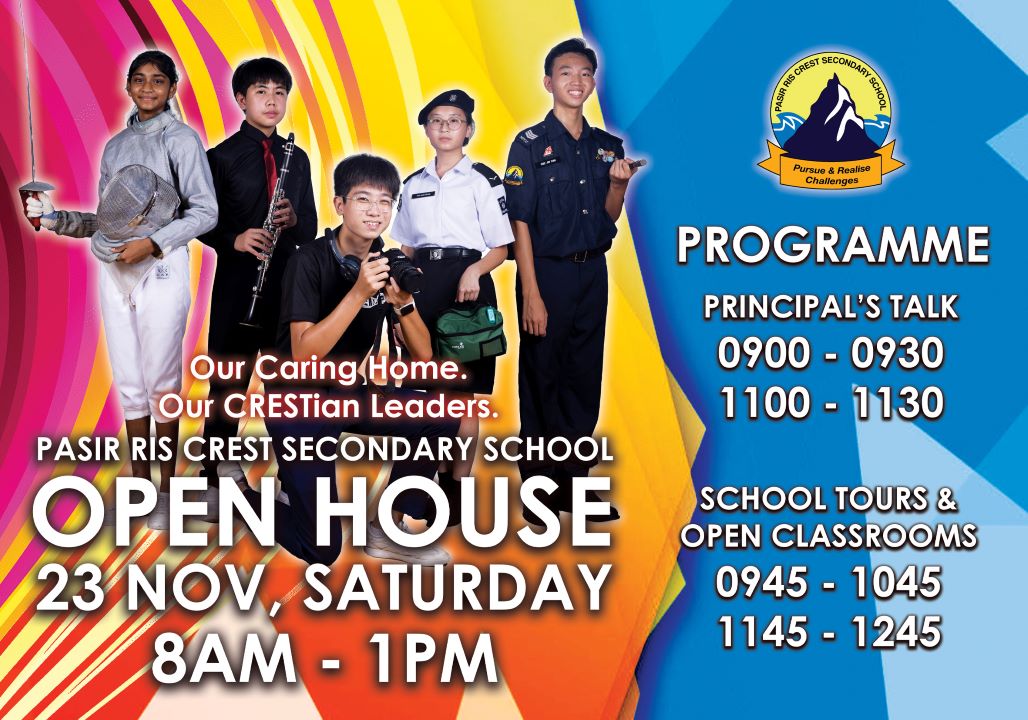 Our Caring Home.
Our CRESTian Leaders.
PASIR RIS CREST SECONDARY SCHOOL
OPEN HOUSE
23 NOV, SATURDAY
8AM - 1PM
PASIR RIS CREST SECONDARY SCHOOL
Pursue & Realise
Challenges
PROGRAMME
PRINCIPAL'S TALK
0900 - 0930
1100 - 1130
SCHOOL TOURS &
OPEN CLASSROOMS
0945 - 1045
1145 - 1245